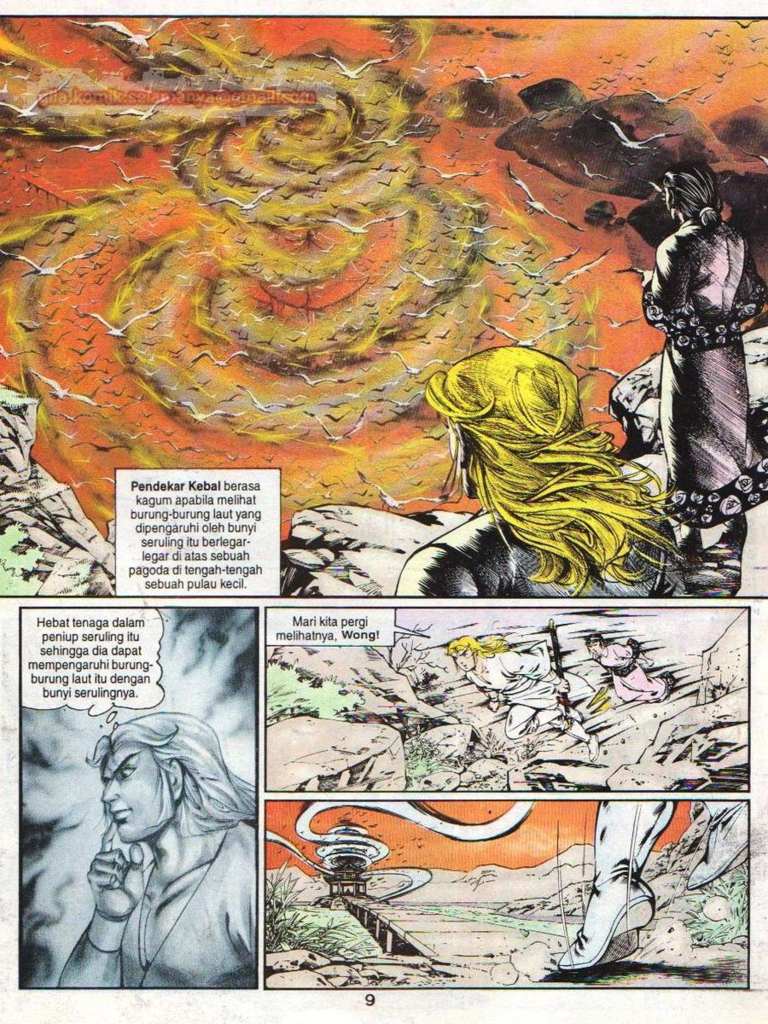 Pendekar Kebal berasa
kagum apabila melihat
burung-burung laut yang
dipengaruhi oleh bunyi
seruling itu berlegar-
legar di atas sebuah
pagoda di tengah-tengah
sebuah pulau kecil.
Hebat tenaga dalam
peniup seruling itu
sehingga dia dapat
mempengaruhi burung-
burung laut itu dengan
bunyi serulingnya.
Mari kita pergi
melihatnya, Wong!
9